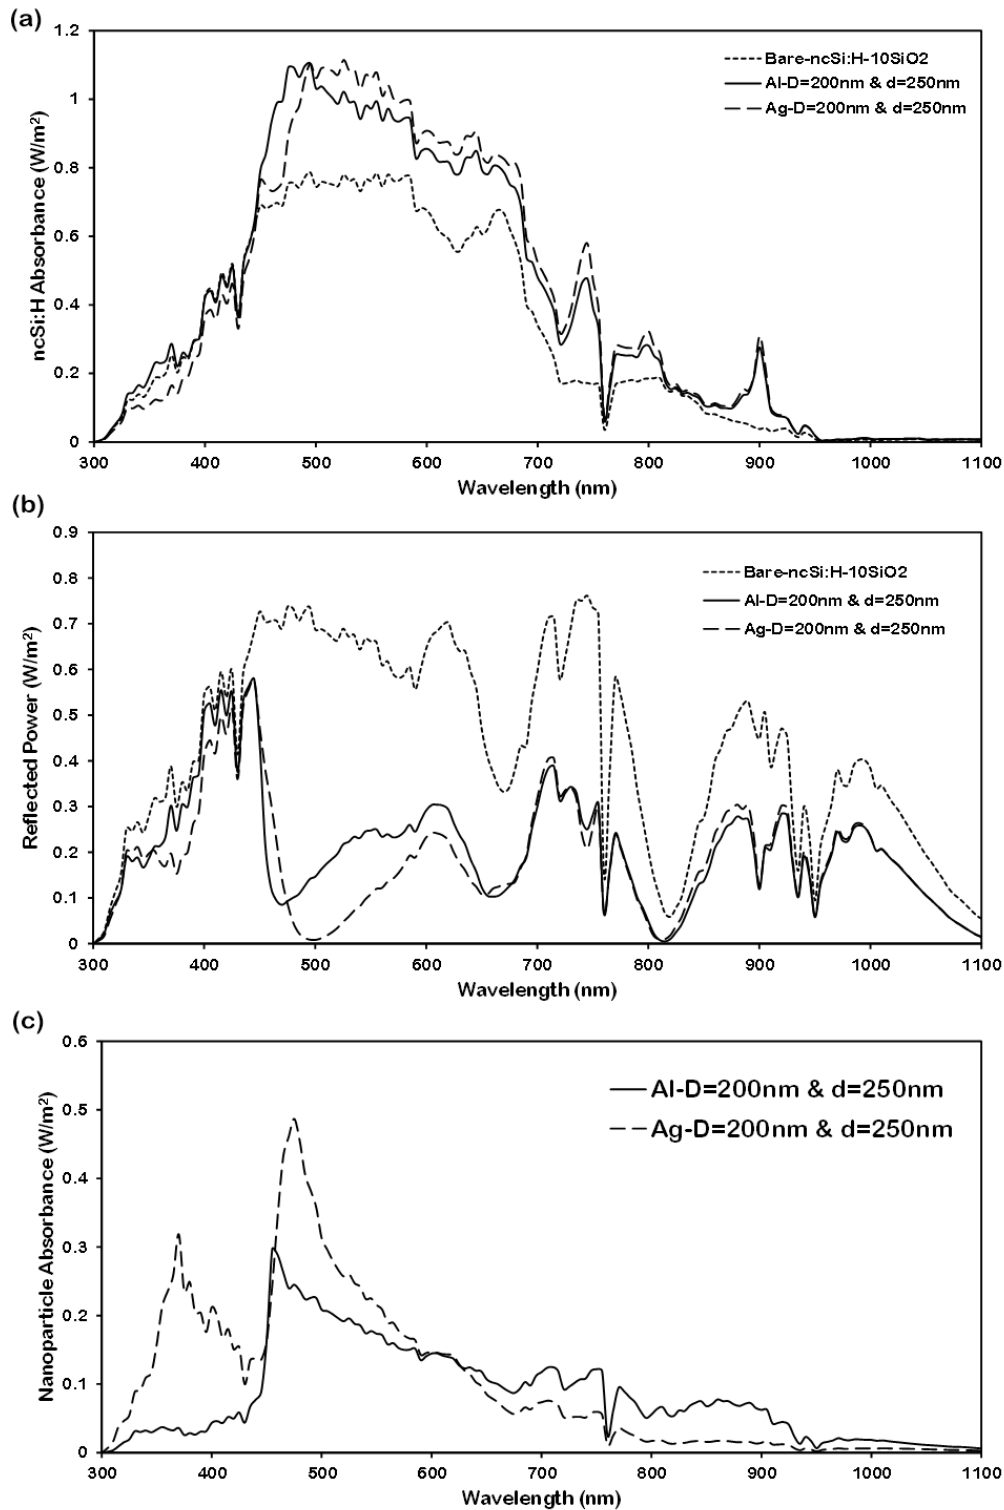 (a)
1.2
1
0.8
0.6
0.4
0.2
0
ncSi:H Absorbance (W/m²)
Bare-ncSi:H-10SiO2
Al-D=200nm & d=250nm
Ag-D=200nm & d=250nm
300 400 500 600 700 800 900 1000 1100
Wavelength (nm)
(b)
0.9
0.8
0.7
0.6
0.5
0.4
0.3
0.2
0.1
0
Reflected Power (W/m²)
Bare-ncSi:H-10SiO2
Al-D=200nm & d=250nm
Ag-D=200nm & d=250nm
300 400 500 600 700 800 900 1000 1100
Wavelength (nm)
(c)
0.6
0.5
0.4
0.3
0.2
0.1
0
Nanoparticle Absorbance (W/m²)
Al-D=200nm & d=250nm
Ag-D=200nm & d=250nm
300 400 500 600 700 800 900 1000 1100
Wavelength (nm)